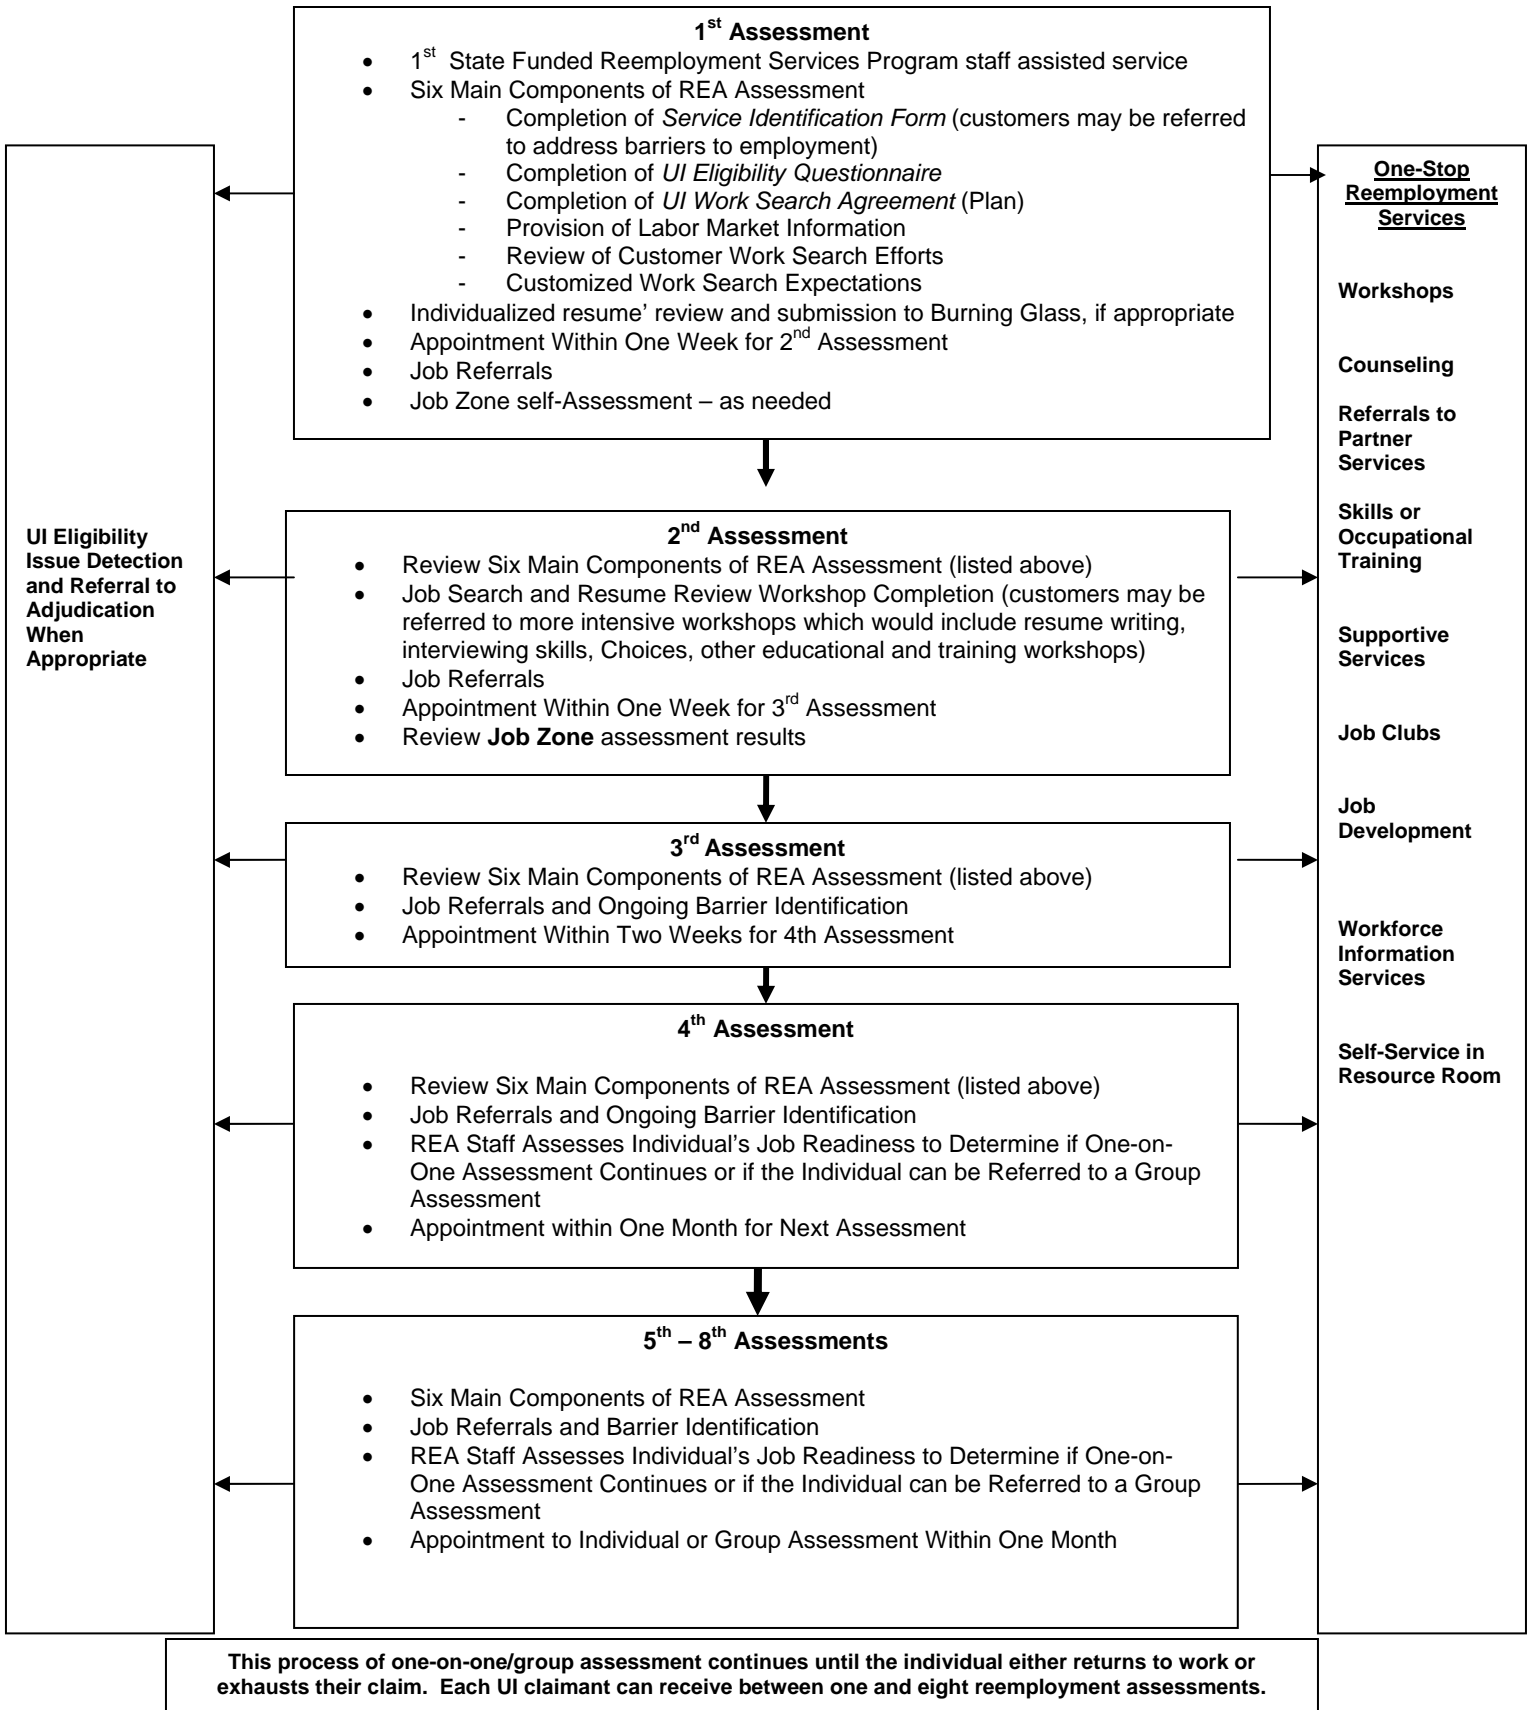 1st Assessment
• 1st State Funded Reemployment Services Program staff assisted service
• Six Main Components of REA Assessment
- Completion of Service Identification Form (customers may be referred
to address barriers to employment)
- Completion of UI Eligibility Questionnaire
- Completion of UI Work Search Agreement (Plan)
- Provision of Labor Market Information
- Review of Customer Work Search Efforts
- Customized Work Search Expectations
• Individualized resume’ review and submission to Burning Glass, if appropriate
• Appointment Within One Week for 2nd Assessment
• Job Referrals
• Job Zone self-Assessment – as needed
UI Eligibility
Issue Detection
and Referral to
Adjudication
When
Appropriate
2nd Assessment
• Review Six Main Components of REA Assessment (listed above)
• Job Search and Resume Review Workshop Completion (customers may be
referred to more intensive workshops which would include resume writing,
interviewing skills, Choices, other educational and training workshops)
• Job Referrals
• Appointment Within One Week for 3rd Assessment
• Review Job Zone assessment results
3rd Assessment
• Review Six Main Components of REA Assessment (listed above)
• Job Referrals and Ongoing Barrier Identification
• Appointment Within Two Weeks for 4th Assessment
4th Assessment
• Review Six Main Components of REA Assessment (listed above)
• Job Referrals and Ongoing Barrier Identification
• REA Staff Assesses Individual’s Job Readiness to Determine if One-on-
One Assessment Continues or if the Individual can be Referred to a Group
Assessment
• Appointment within One Month for Next Assessment
5th – 8th Assessments
• Six Main Components of REA Assessment
• Job Referrals and Barrier Identification
• REA Staff Assesses Individual’s Job Readiness to Determine if One-on-
One Assessment Continues or if the Individual can be Referred to a Group
Assessment
• Appointment to Individual or Group Assessment Within One Month
One-Stop
Reemployment
Services
Workshops
Counseling
Referrals to
Partner
Services
Skills or
Occupational
Training
Supportive
Services
Job Clubs
Job
Development
Workforce
Information
Services
Self-Service in
Resource Room
This process of one-on-one/group assessment continues until the individual either returns to work or
exhausts their claim.  Each UI claimant can receive between one and eight reemployment assessments.